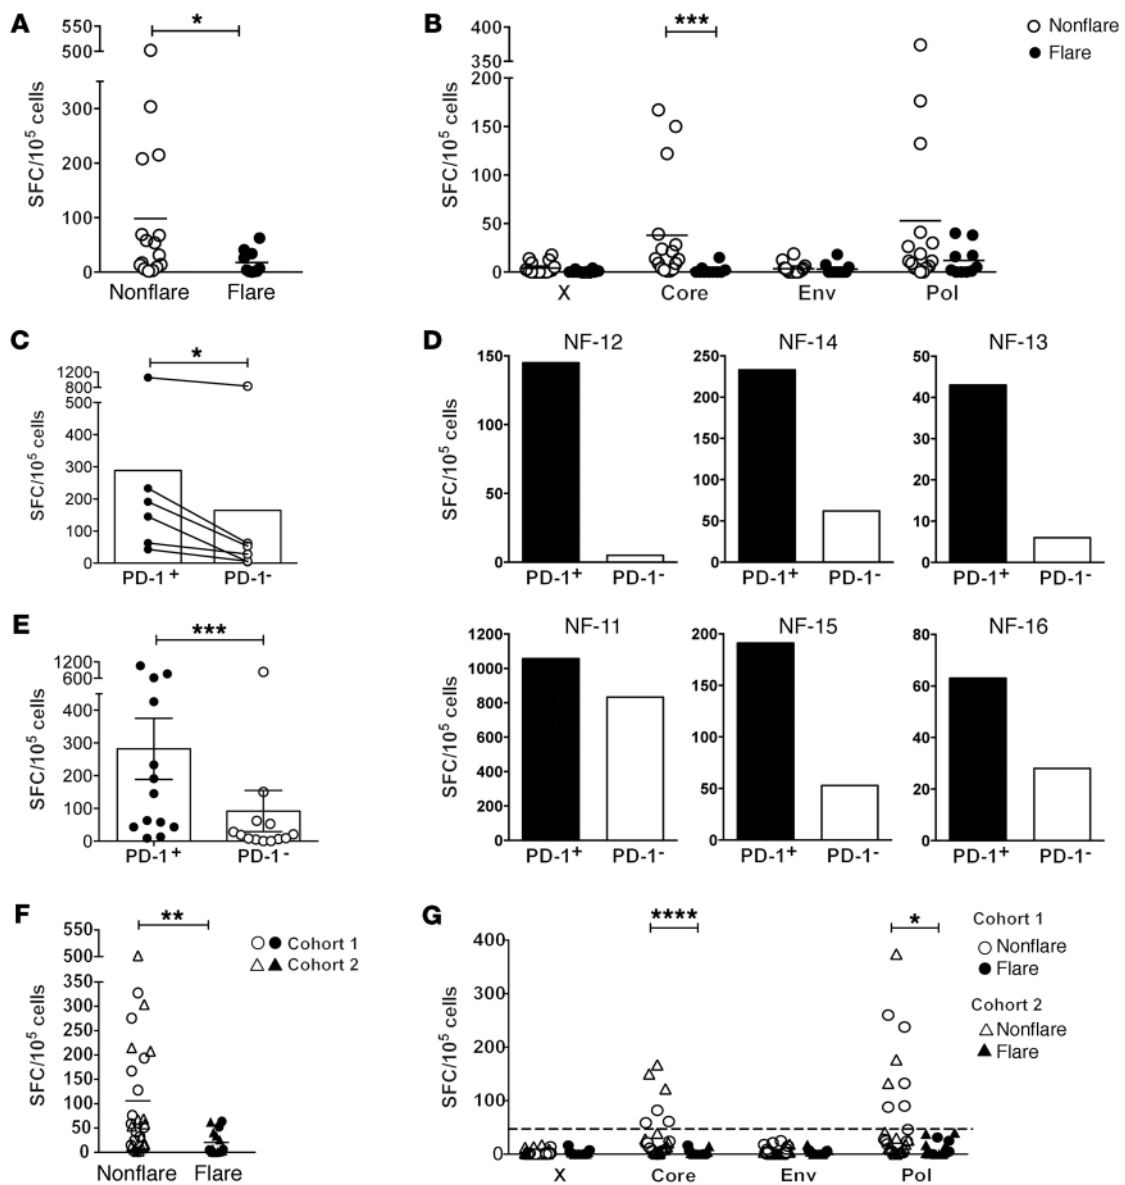 A
SFC/10⁵ cells
550
500
300
200
100
0
*
Nonflare
Flare
B
SFC/10⁵ cells
400
350
200
150
100
50
0
***
X
Core
Env
Pol
Nonflare
Flare
C
SFC/10⁵ cells
1200
800
500
400
300
200
100
0
*
PD-1⁺
PD-1⁻
D
SFC/10⁵ cells
NF-12
150
100
50
0
PD-1⁺
PD-1⁻
NF-14
250
200
150
100
50
0
PD-1⁺
PD-1⁻
NF-13
50
40
30
20
10
0
PD-1⁺
PD-1⁻
E
SFC/10⁵ cells
1200
600
400
300
200
100
0
***
PD-1⁺
PD-1⁻
SFC/10⁵ cells
NF-11
1200
1000
800
600
400
200
0
PD-1⁺
PD-1⁻
NF-15
200
150
100
50
0
PD-1⁺
PD-1⁻
NF-16
80
60
40
20
0
PD-1⁺
PD-1⁻
F
SFC/10⁵ cells
550
500
350
300
250
200
150
100
50
0
**
Nonflare
Flare
Cohort 1
Cohort 2
G
SFC/10⁵ cells
400
300
200
100
0
****
*
X
Core
Env
Pol
Cohort 1
Nonflare
Flare
Cohort 2
Nonflare
Flare